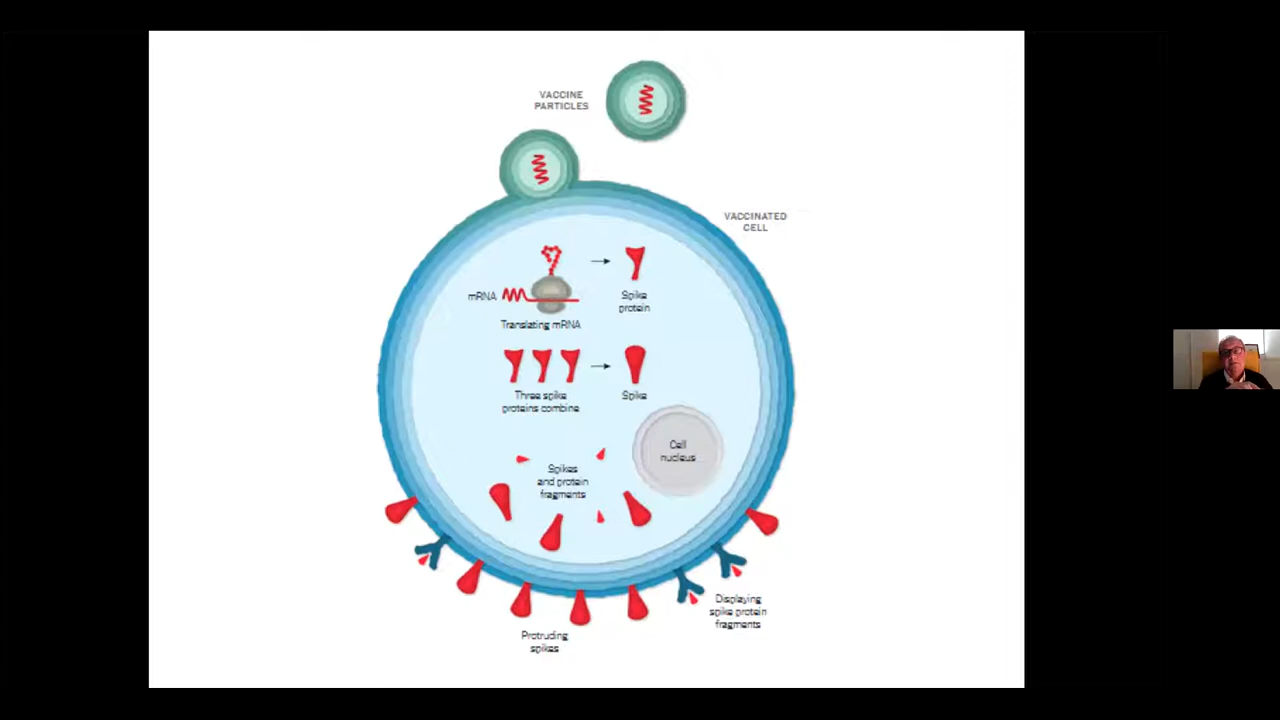 VACCINE
PARTICLES
VACCINATED
CELL
mRNA
Translating mRNA
Spike
protein
Three spike
proteins combine
Spike
Cell
nucleus
Spikes
and protein
fragments
Displaying
spike protein
fragments
Protruding
spikes